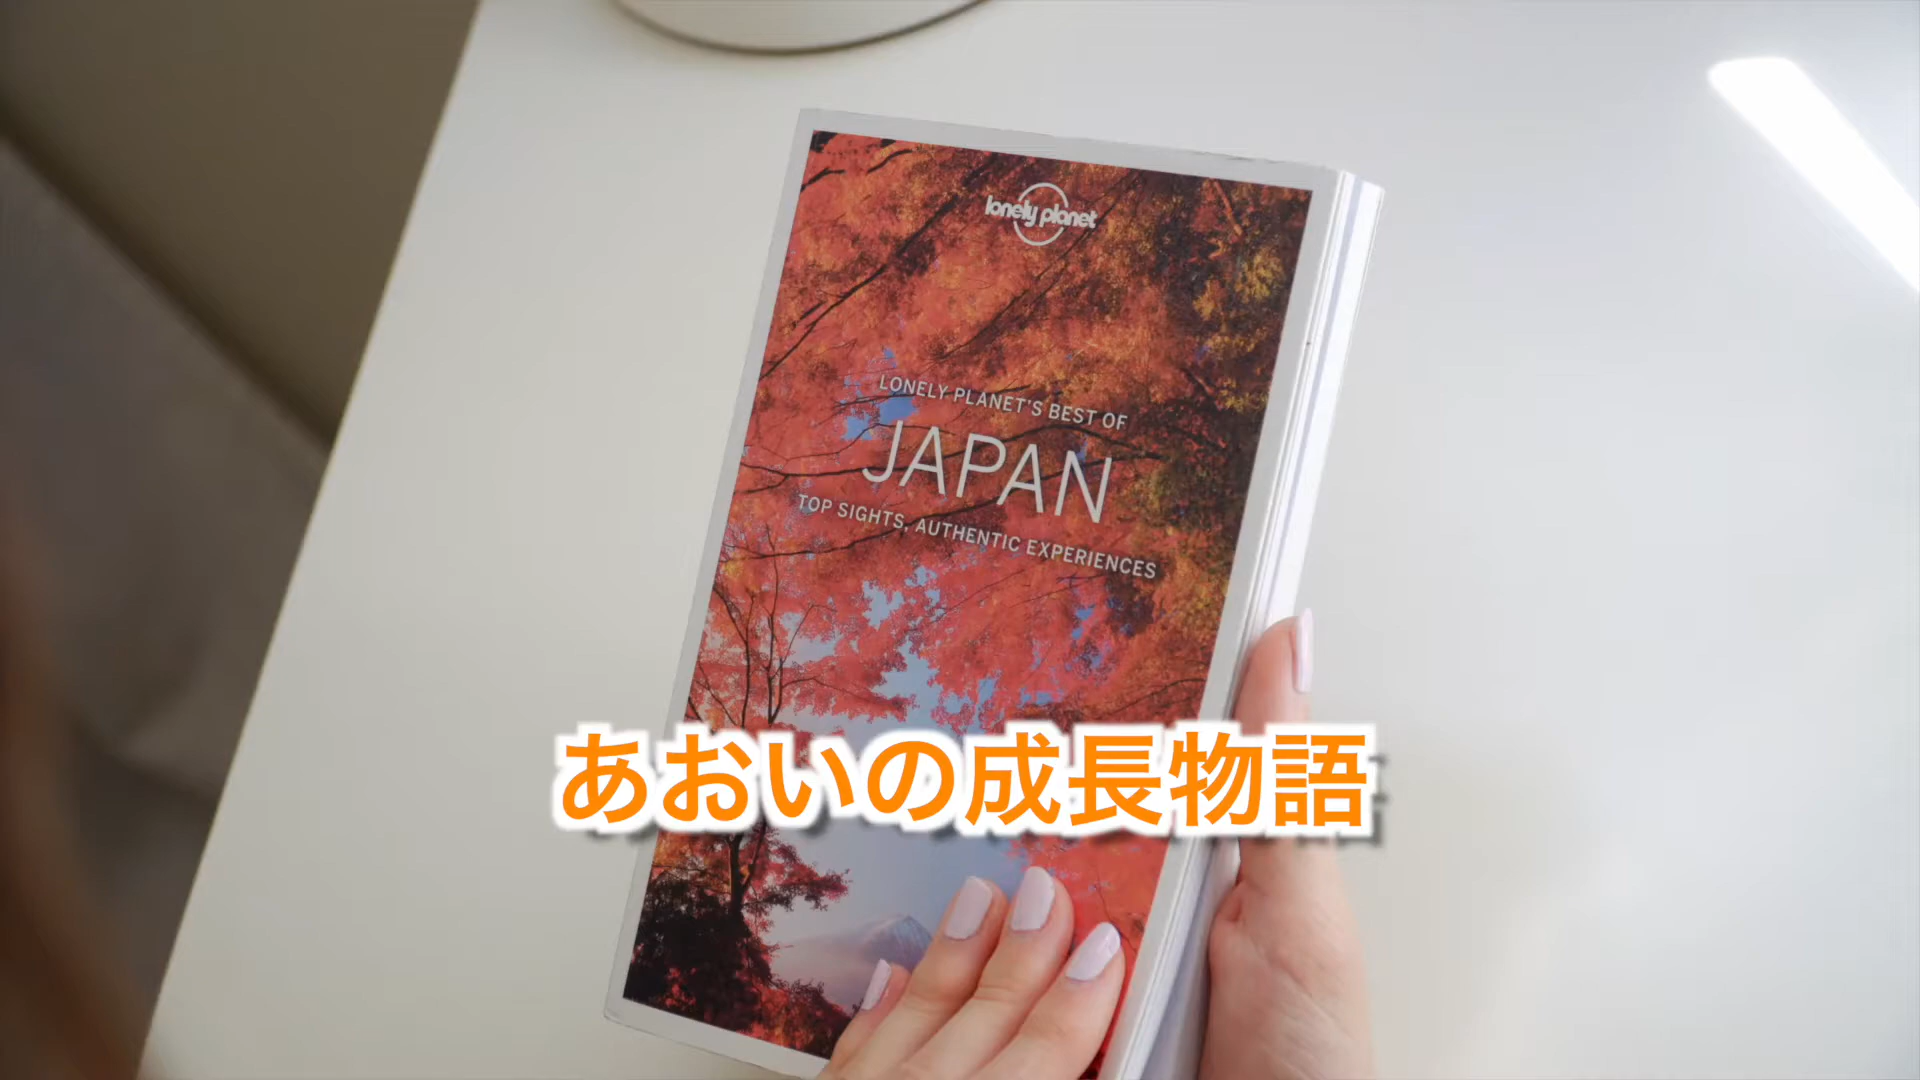 lonely planet
LONELY PLANET'S BEST OF
JAPAN
TOP SIGHTS, AUTHENTIC EXPERIENCES
あおいの成長物語